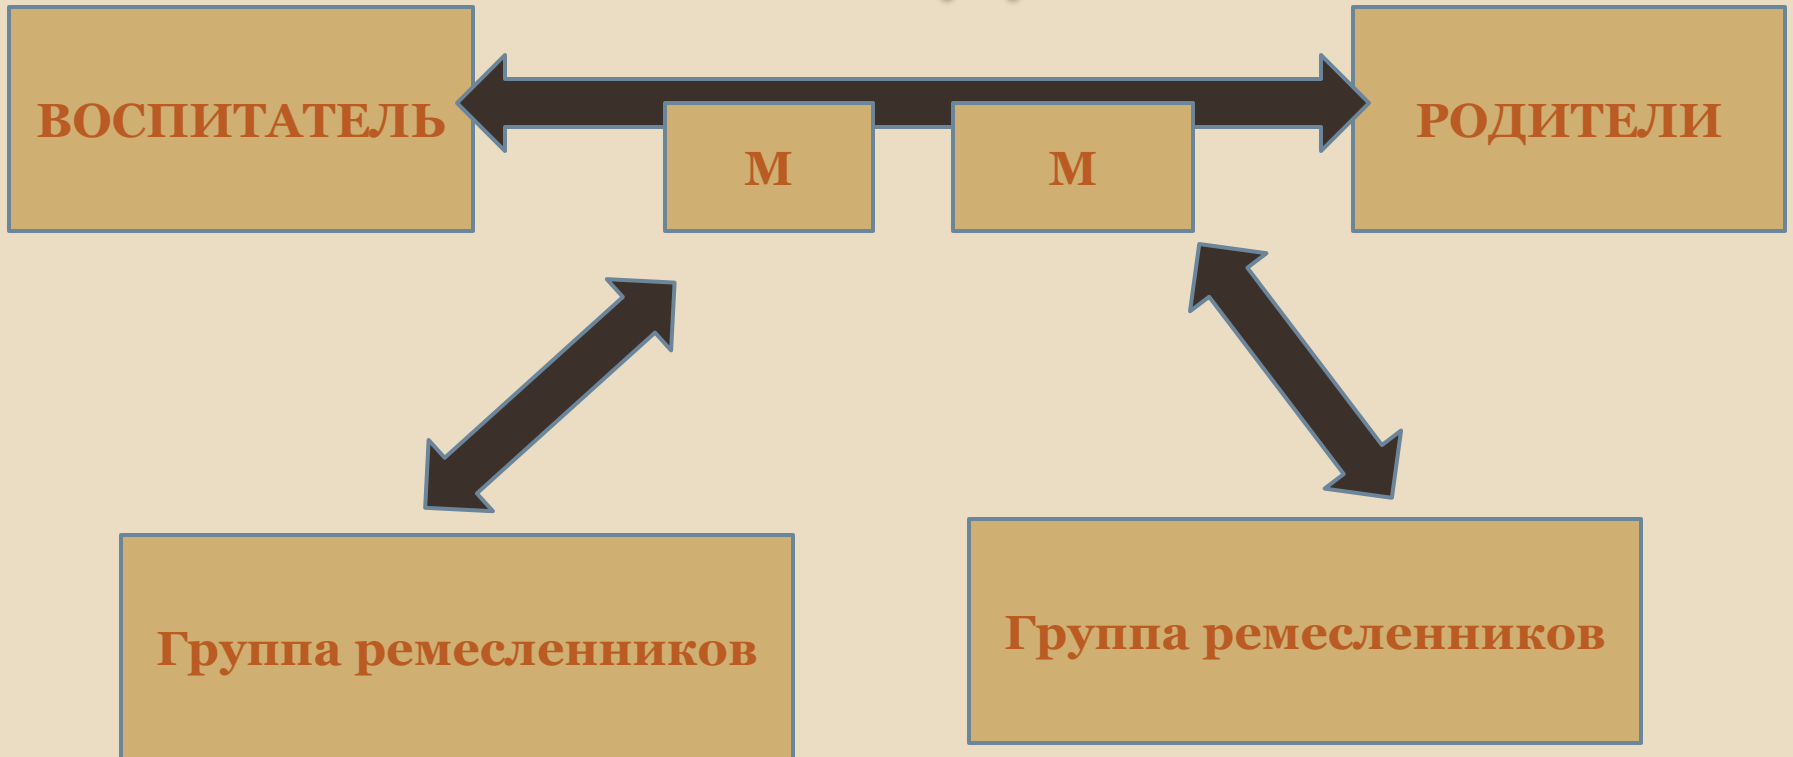 ВОСПИТАТЕЛЬ
М
М
РОДИТЕЛИ
Группа ремесленников
Группа ремесленников